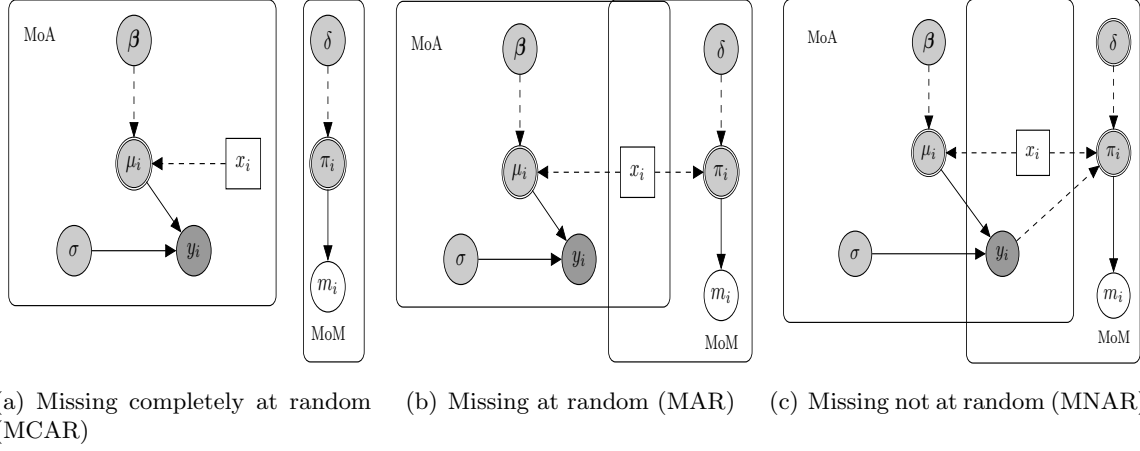 MoA
β
δ
μi
xi
πi
σ
yi
mi
MoM
MoA
β
δ
μi
xi
πi
σ
yi
mi
MoM
MoA
β
δ
μi
xi
πi
σ
yi
mi
MoM
a) Missing completely at random
MCAR)
(b) Missing at random (MAR)
(c) Missing not at random (MNAR)